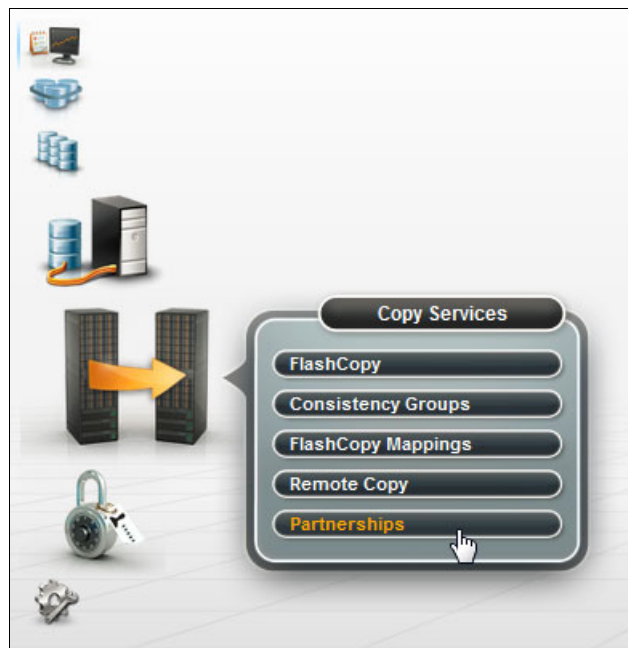 Copy Services
FlashCopy
Consistency Groups
FlashCopy Mappings
Remote Copy
Partnerships